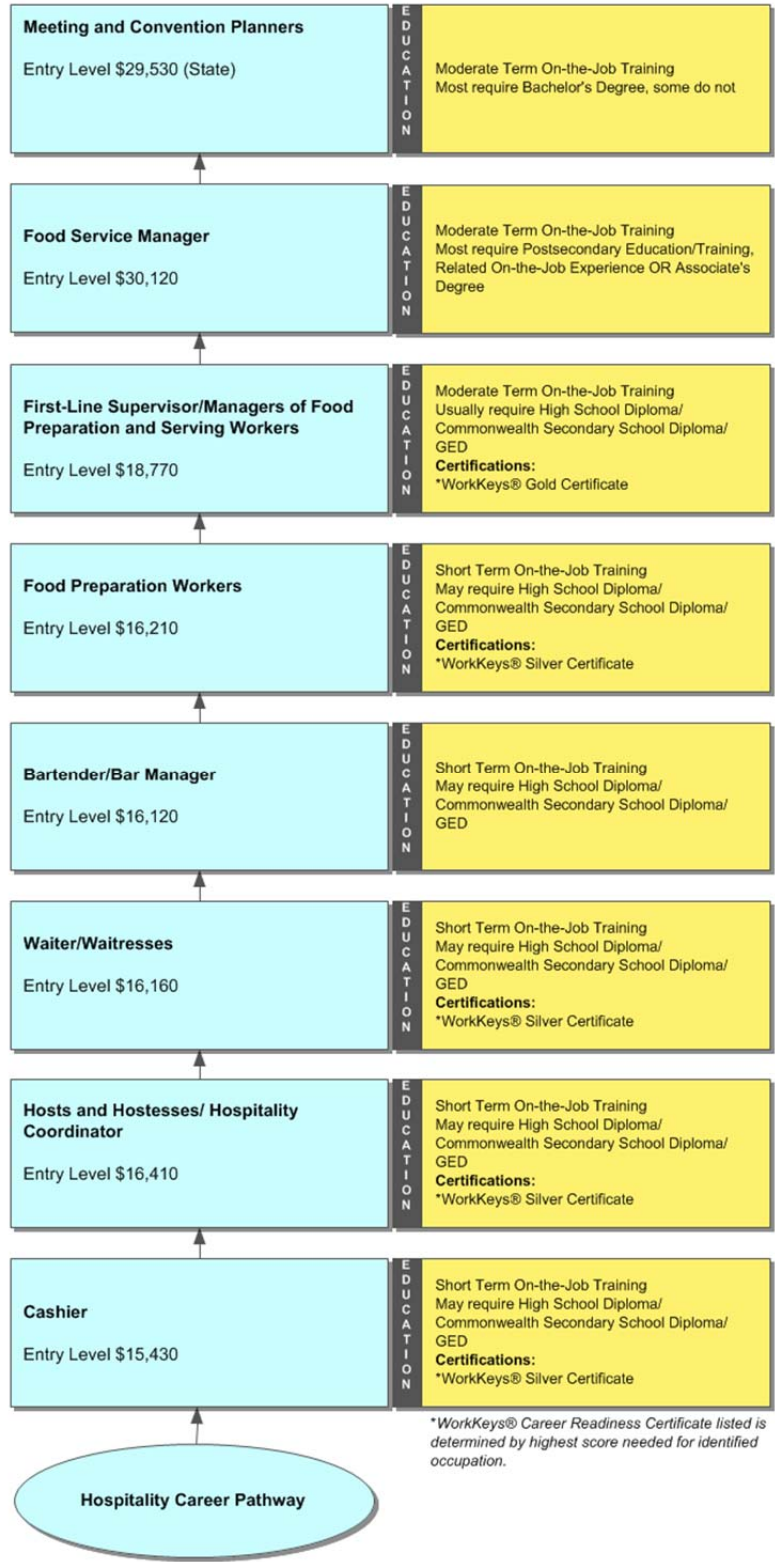 Meeting and Convention Planners
Entry Level $29,530 (State)
EDUCATION
Moderate Term On-the-Job Training
Most require Bachelor's Degree, some do not
Food Service Manager
Entry Level $30,120
EDUCATION
Moderate Term On-the-Job Training
Most require Postsecondary Education/Training,
Related On-the-Job Experience OR Associate's
Degree
First-Line Supervisor/Managers of Food
Preparation and Serving Workers
Entry Level $18,770
EDUCATION
Moderate Term On-the-Job Training
Usually require High School Diploma/
Commonwealth Secondary School Diploma/
GED
Certifications:
*WorkKeys® Gold Certificate
Food Preparation Workers
Entry Level $16,210
EDUCATION
Short Term On-the-Job Training
May require High School Diploma/
Commonwealth Secondary School Diploma/
GED
Certifications:
*WorkKeys® Silver Certificate
Bartender/Bar Manager
Entry Level $16,120
EDUCATION
Short Term On-the-Job Training
May require High School Diploma/
Commonwealth Secondary School Diploma/
GED
Waiter/Waitresses
Entry Level $16,160
EDUCATION
Short Term On-the-Job Training
May require High School Diploma/
Commonwealth Secondary School Diploma/
GED
Certifications:
*WorkKeys® Silver Certificate
Hosts and Hostesses/ Hospitality
Coordinator
Entry Level $16,410
EDUCATION
Short Term On-the-Job Training
May require High School Diploma/
Commonwealth Secondary School Diploma/
GED
Certifications:
*WorkKeys® Silver Certificate
Cashier
Entry Level $15,430
EDUCATION
Short Term On-the-Job Training
May require High School Diploma/
Commonwealth Secondary School Diploma/
GED
Certifications:
*WorkKeys® Silver Certificate
*WorkKeys® Career Readiness Certificate listed is
determined by highest score needed for identified
occupation.
Hospitality Career Pathway